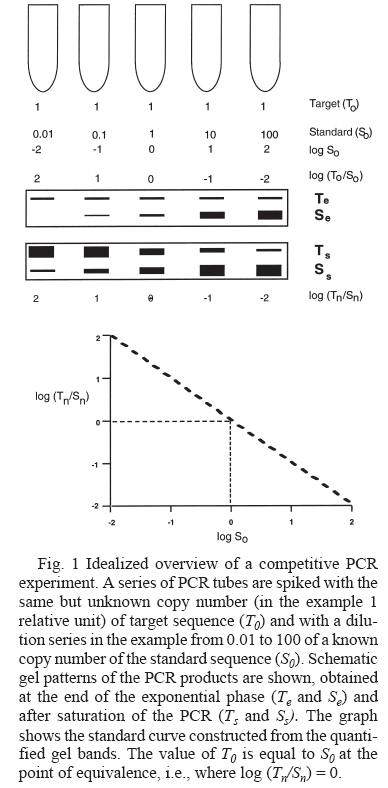 1 1 1 1 1 Target (To)
0.01 0.1 1 10 100 Standard (So)
-2 -1 0 1 2 log So
2 1 0 -1 -2 log (To/So)
Te
Se
Ts
Ss
2 1 0 -1 -2 log (Tn/Sn)
2
1
log (Tn/Sn)
0
-1
-2
-2 -1 0 1 2
log So
Fig. 1 Idealized overview of a competitive PCR
experiment. A series of PCR tubes are spiked with the
same but unknown copy number (in the example 1
relative unit) of target sequence (T0) and with a dilu-
tion series in the example from 0.01 to 100 of a known
copy number of the standard sequence (S0). Schematic
gel patterns of the PCR products are shown, obtained
at the end of the exponential phase (Te and Se) and
after saturation of the PCR (Ts and Ss). The graph
shows the standard curve constructed from the quanti-
fied gel bands. The value of T0 is equal to S0 at the
point of equivalence, i.e., where log (Tn/Sn) = 0.